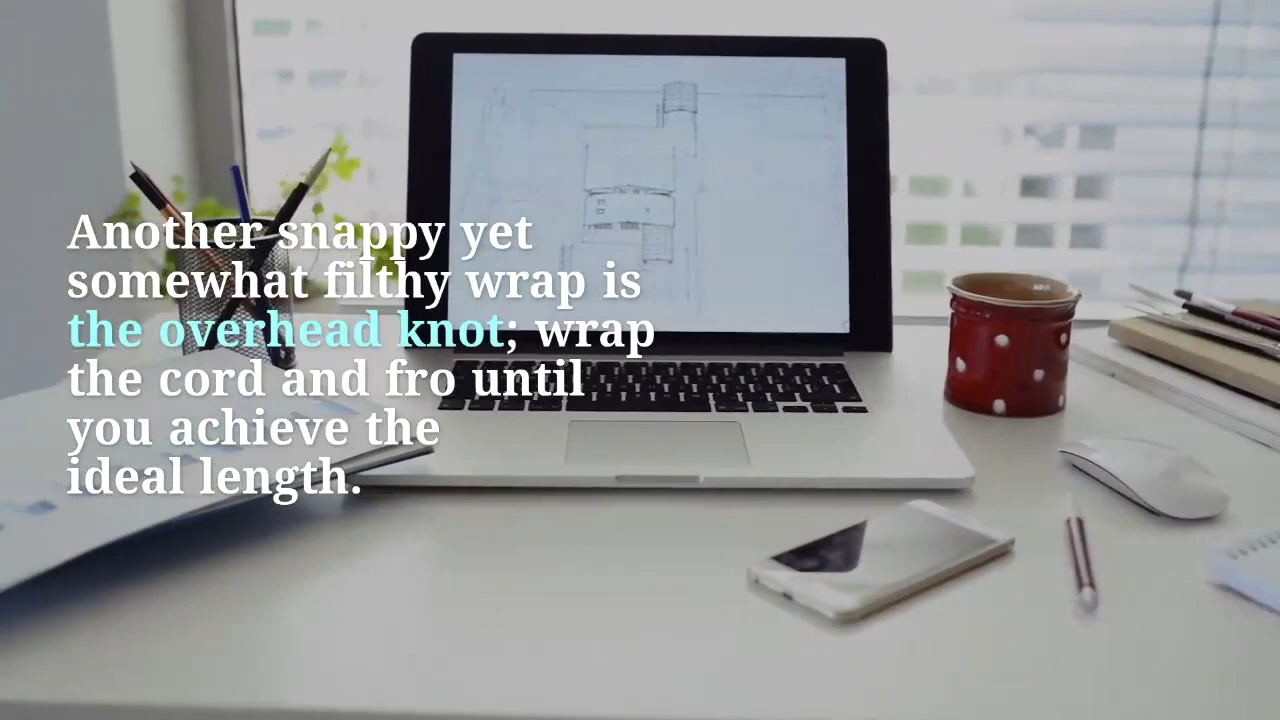 Another snappy yet
somewhat filthy wrap is
the overhead knot; wrap
the cord and fro until
you achieve the
ideal length.